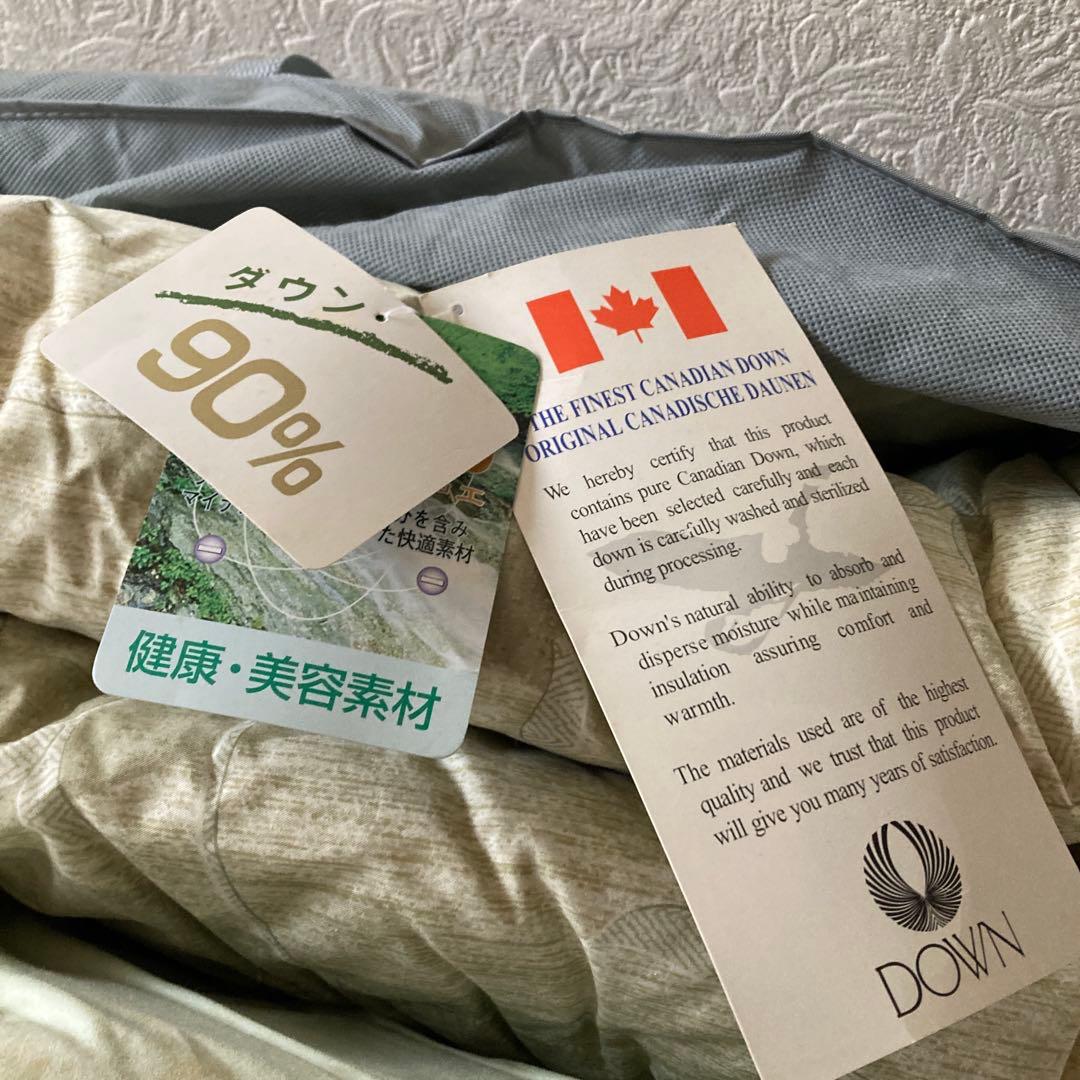 ダウン
90%
マイナ
を含み
た快適素材
健康・美容素材
THE FINEST CANADIAN DOWN
ORIGINAL CANADISCHE DAUNEN
We hereby certify that this product
contains pure Canadian Down, which
have been selected carefully and each
down is carefully washed and sterilized
during processing.
Down's natural ability to absorb and
disperse moisture while maintaining
insulation assuring comfort and
warmth.
The materials used are of the highest
quality and we trust that this product
will give you many years of satisfaction.
DOWN